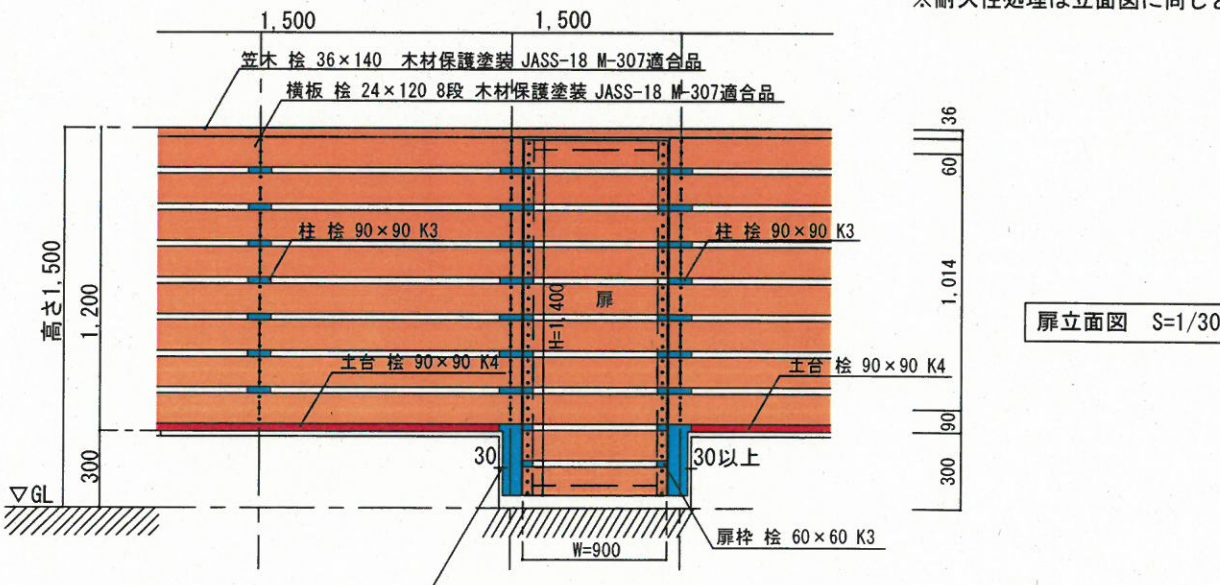 ※耐久性処理は立面図に同じ
1,500
1,500
笠木 桧 36×140 木材保護塗装 JASS-18 M-307適合品
横板 桧 24×120 8段 木材保護塗装 JASS-18 M-307適合品
36
60
柱 桧 90×90 K3
柱 桧 90×90 K3
高さ1,500
1,200
H=1,400
扉
1,014
扉立面図 S=1/30
土台 桧 90×90 K4
土台 桧 90×90 K4
90
300
30
30以上
300
▽GL
扉枠 桧 60×60 K3
W=900